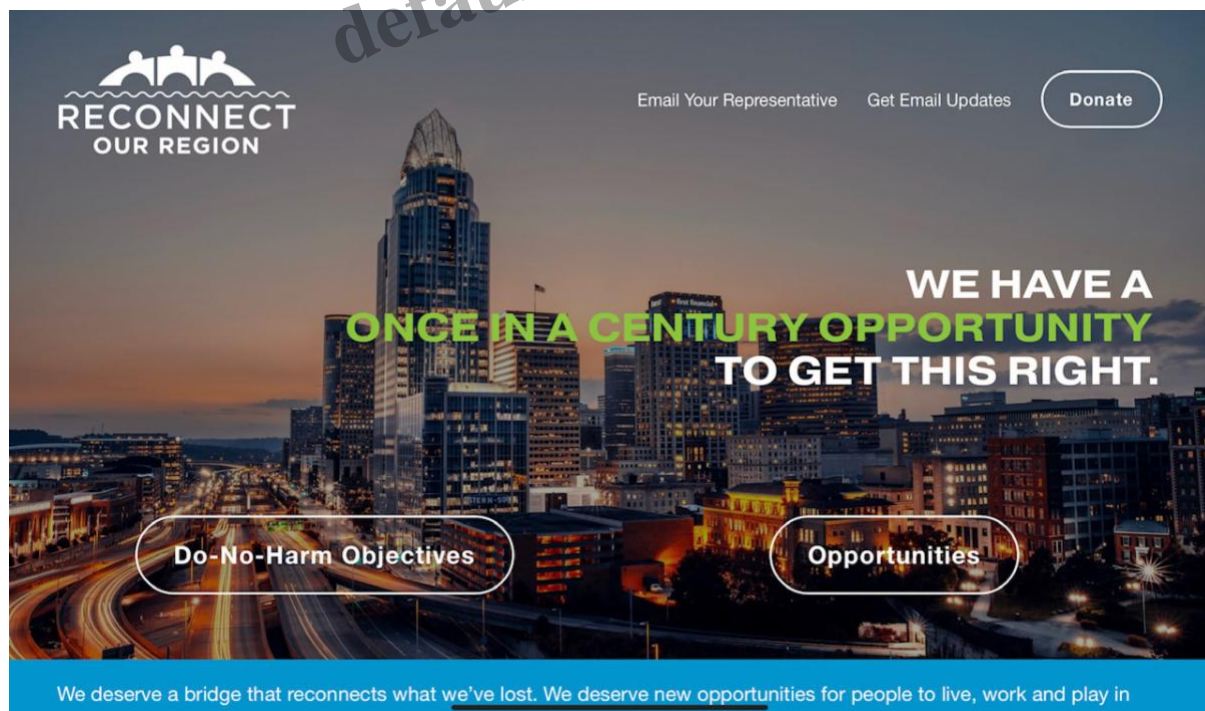 RECONNECT
OUR REGION
Email Your Representative
Get Email Updates
Donate
WE HAVE A
ONCE IN A CENTURY OPPORTUNITY
TO GET THIS RIGHT.
first financial
Do-No-Harm Objectives
Opportunities
We deserve a bridge that reconnects what we’ve lost. We deserve new opportunities for people to live, work and play in